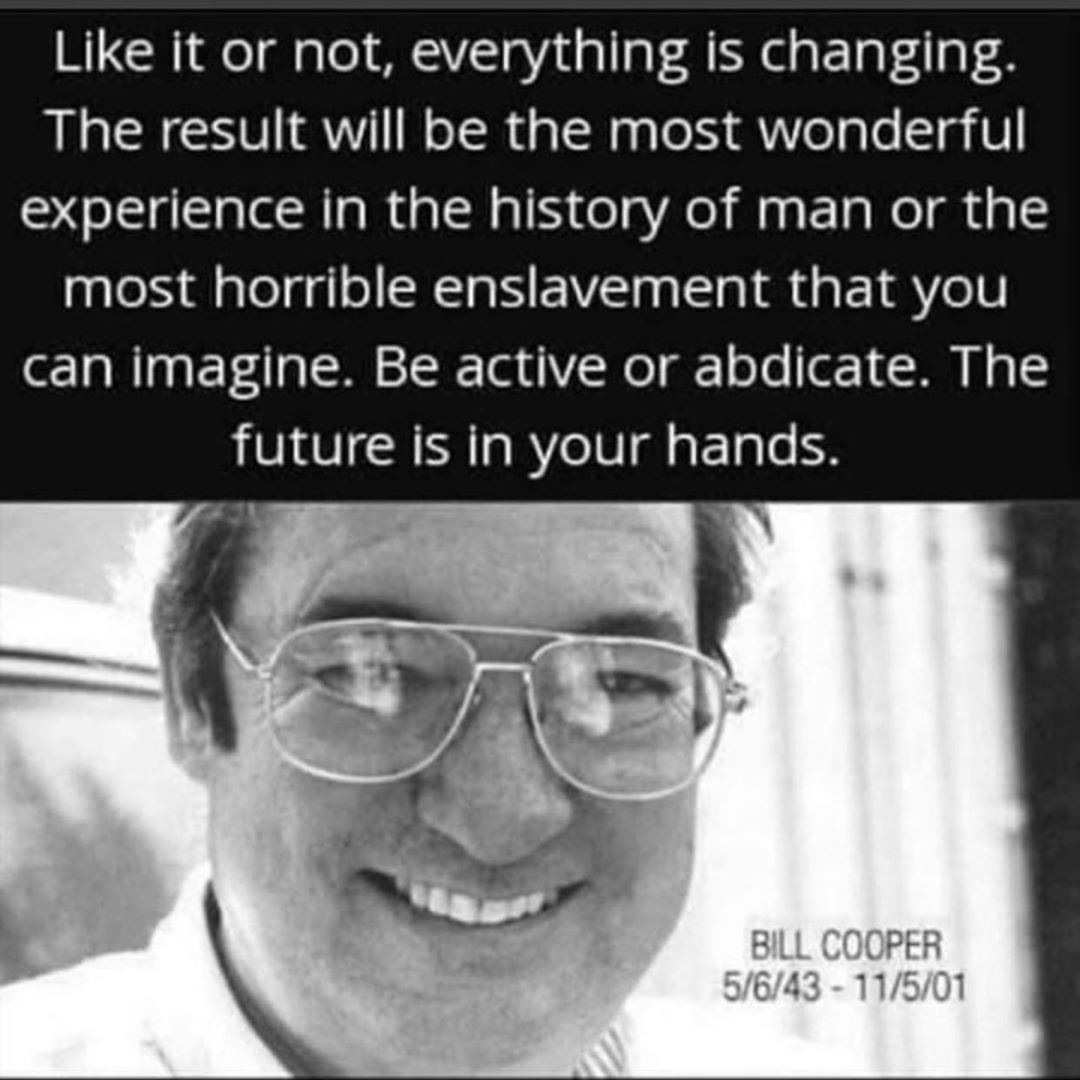 Like it or not, everything is changing.
The result will be the most wonderful
experience in the history of man or the
most horrible enslavement that you
can imagine. Be active or abdicate. The
future is in your hands.
BILL COOPER
5/6/43 - 11/5/01